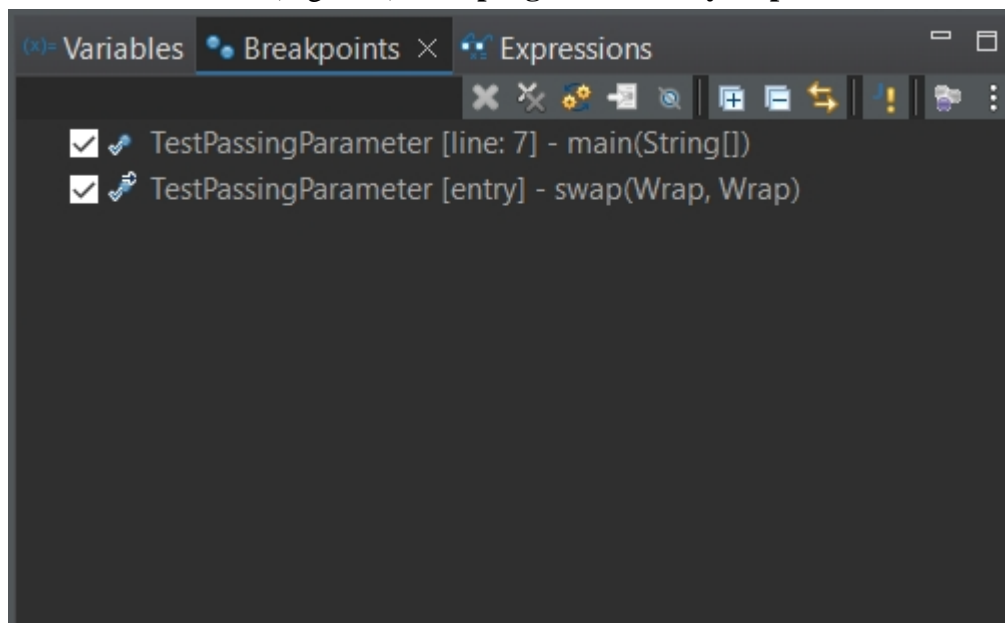 (x)= Variables Breakpoints Expressions
TestPassingParameter [line: 7] - main(String[])
TestPassingParameter [entry] - swap(Wrap, Wrap)